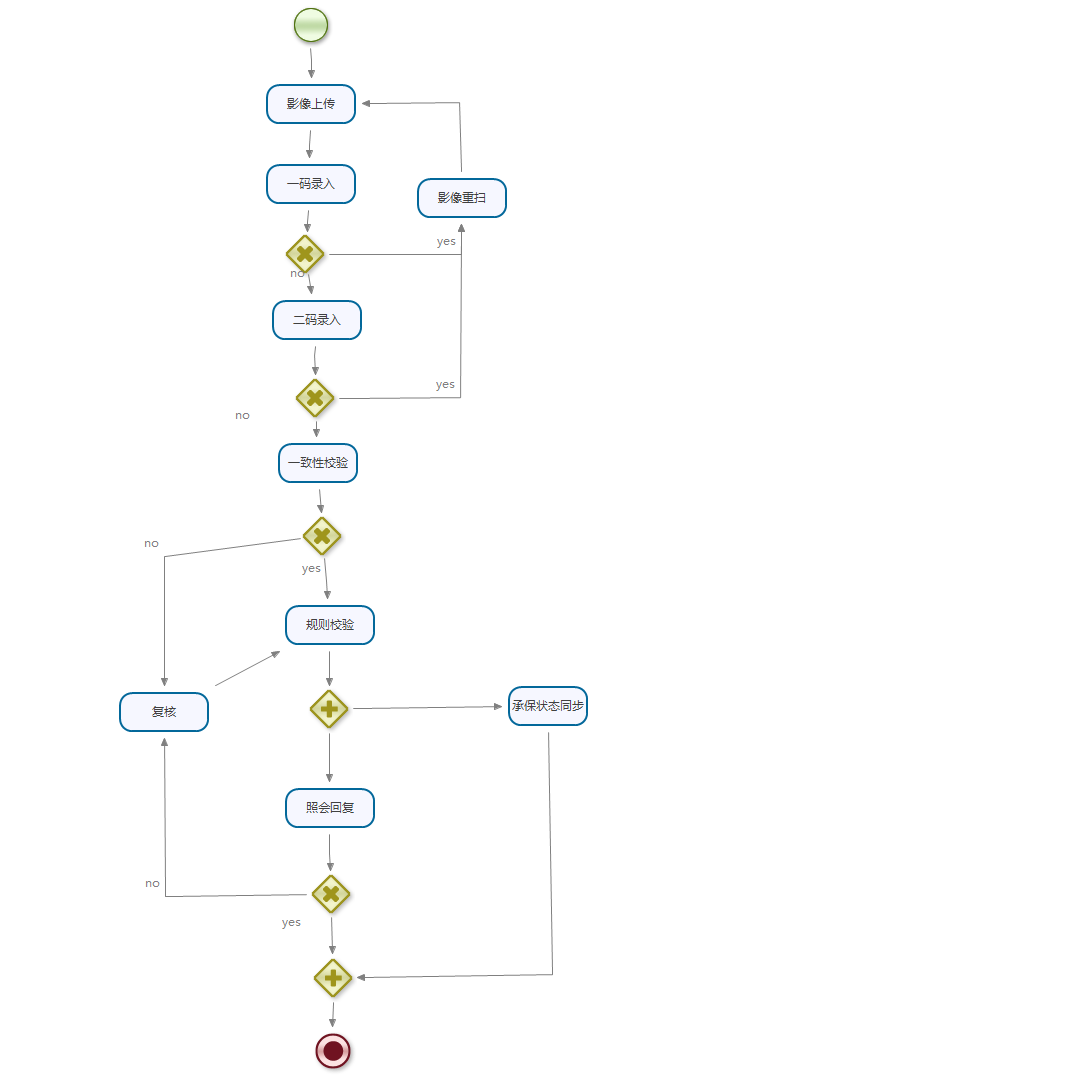 影像上传
一码录入
影像重扫
yes
no
二码录入
yes
no
一致性校验
no
yes
规则校验
复核
承保状态同步
照会回复
no
yes